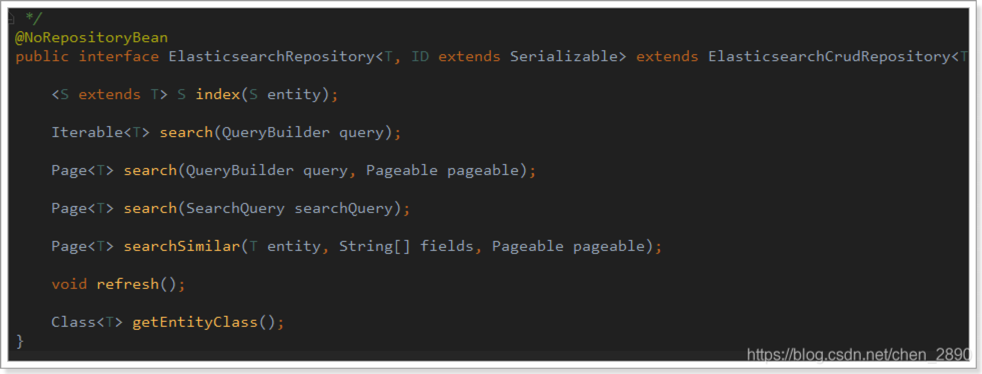 */
@NoRepositoryBean
public interface ElasticsearchRepository<T, ID extends Serializable> extends ElasticsearchCrudRepository<T
<S extends T> S index(S entity);
Iterable<T> search(QueryBuilder query);
Page<T> search(QueryBuilder query, Pageable pageable);
Page<T> search(SearchQuery searchQuery);
Page<T> searchSimilar(T entity, String[] fields, Pageable pageable);
void refresh();
Class<T> getEntityClass();
}
https://blog.csdn.net/chen_2890